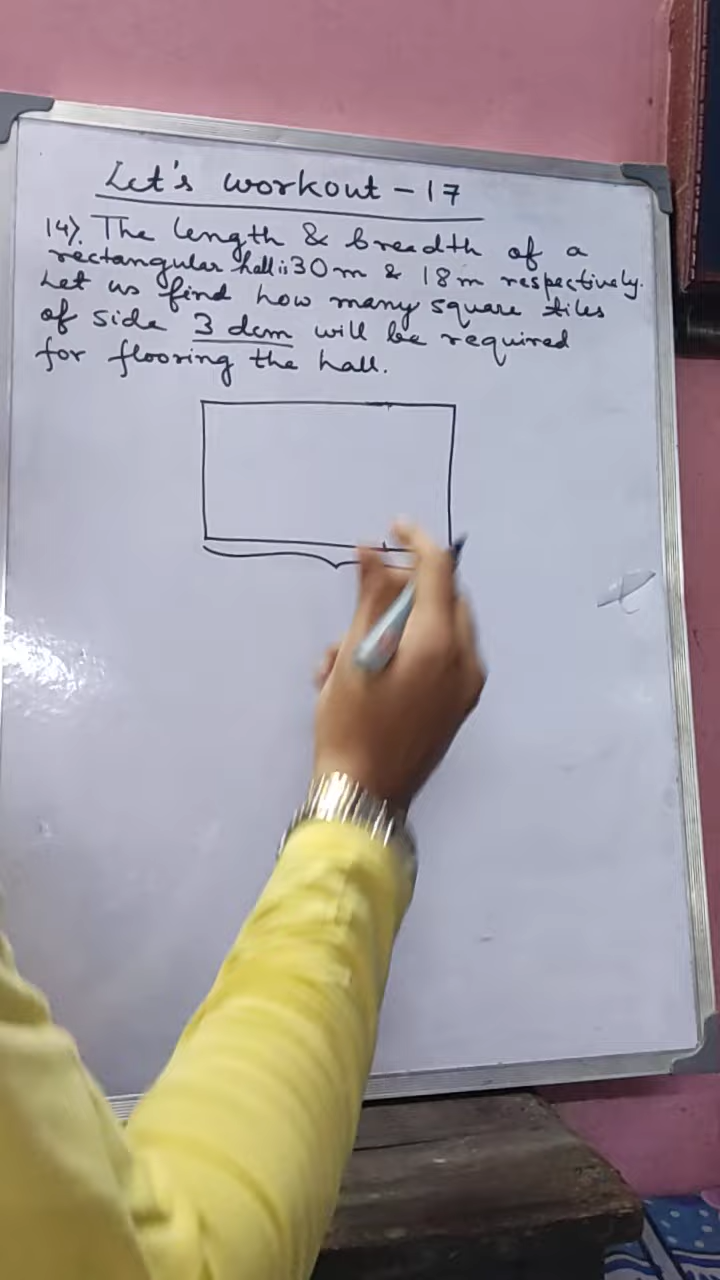 Let's workout - 17
14). The length & breadth of a
rectangular hall is 30 m & 18 m respectively.
Let us find how many square tiles
of side 3 dcm will be required
for flooring the hall.